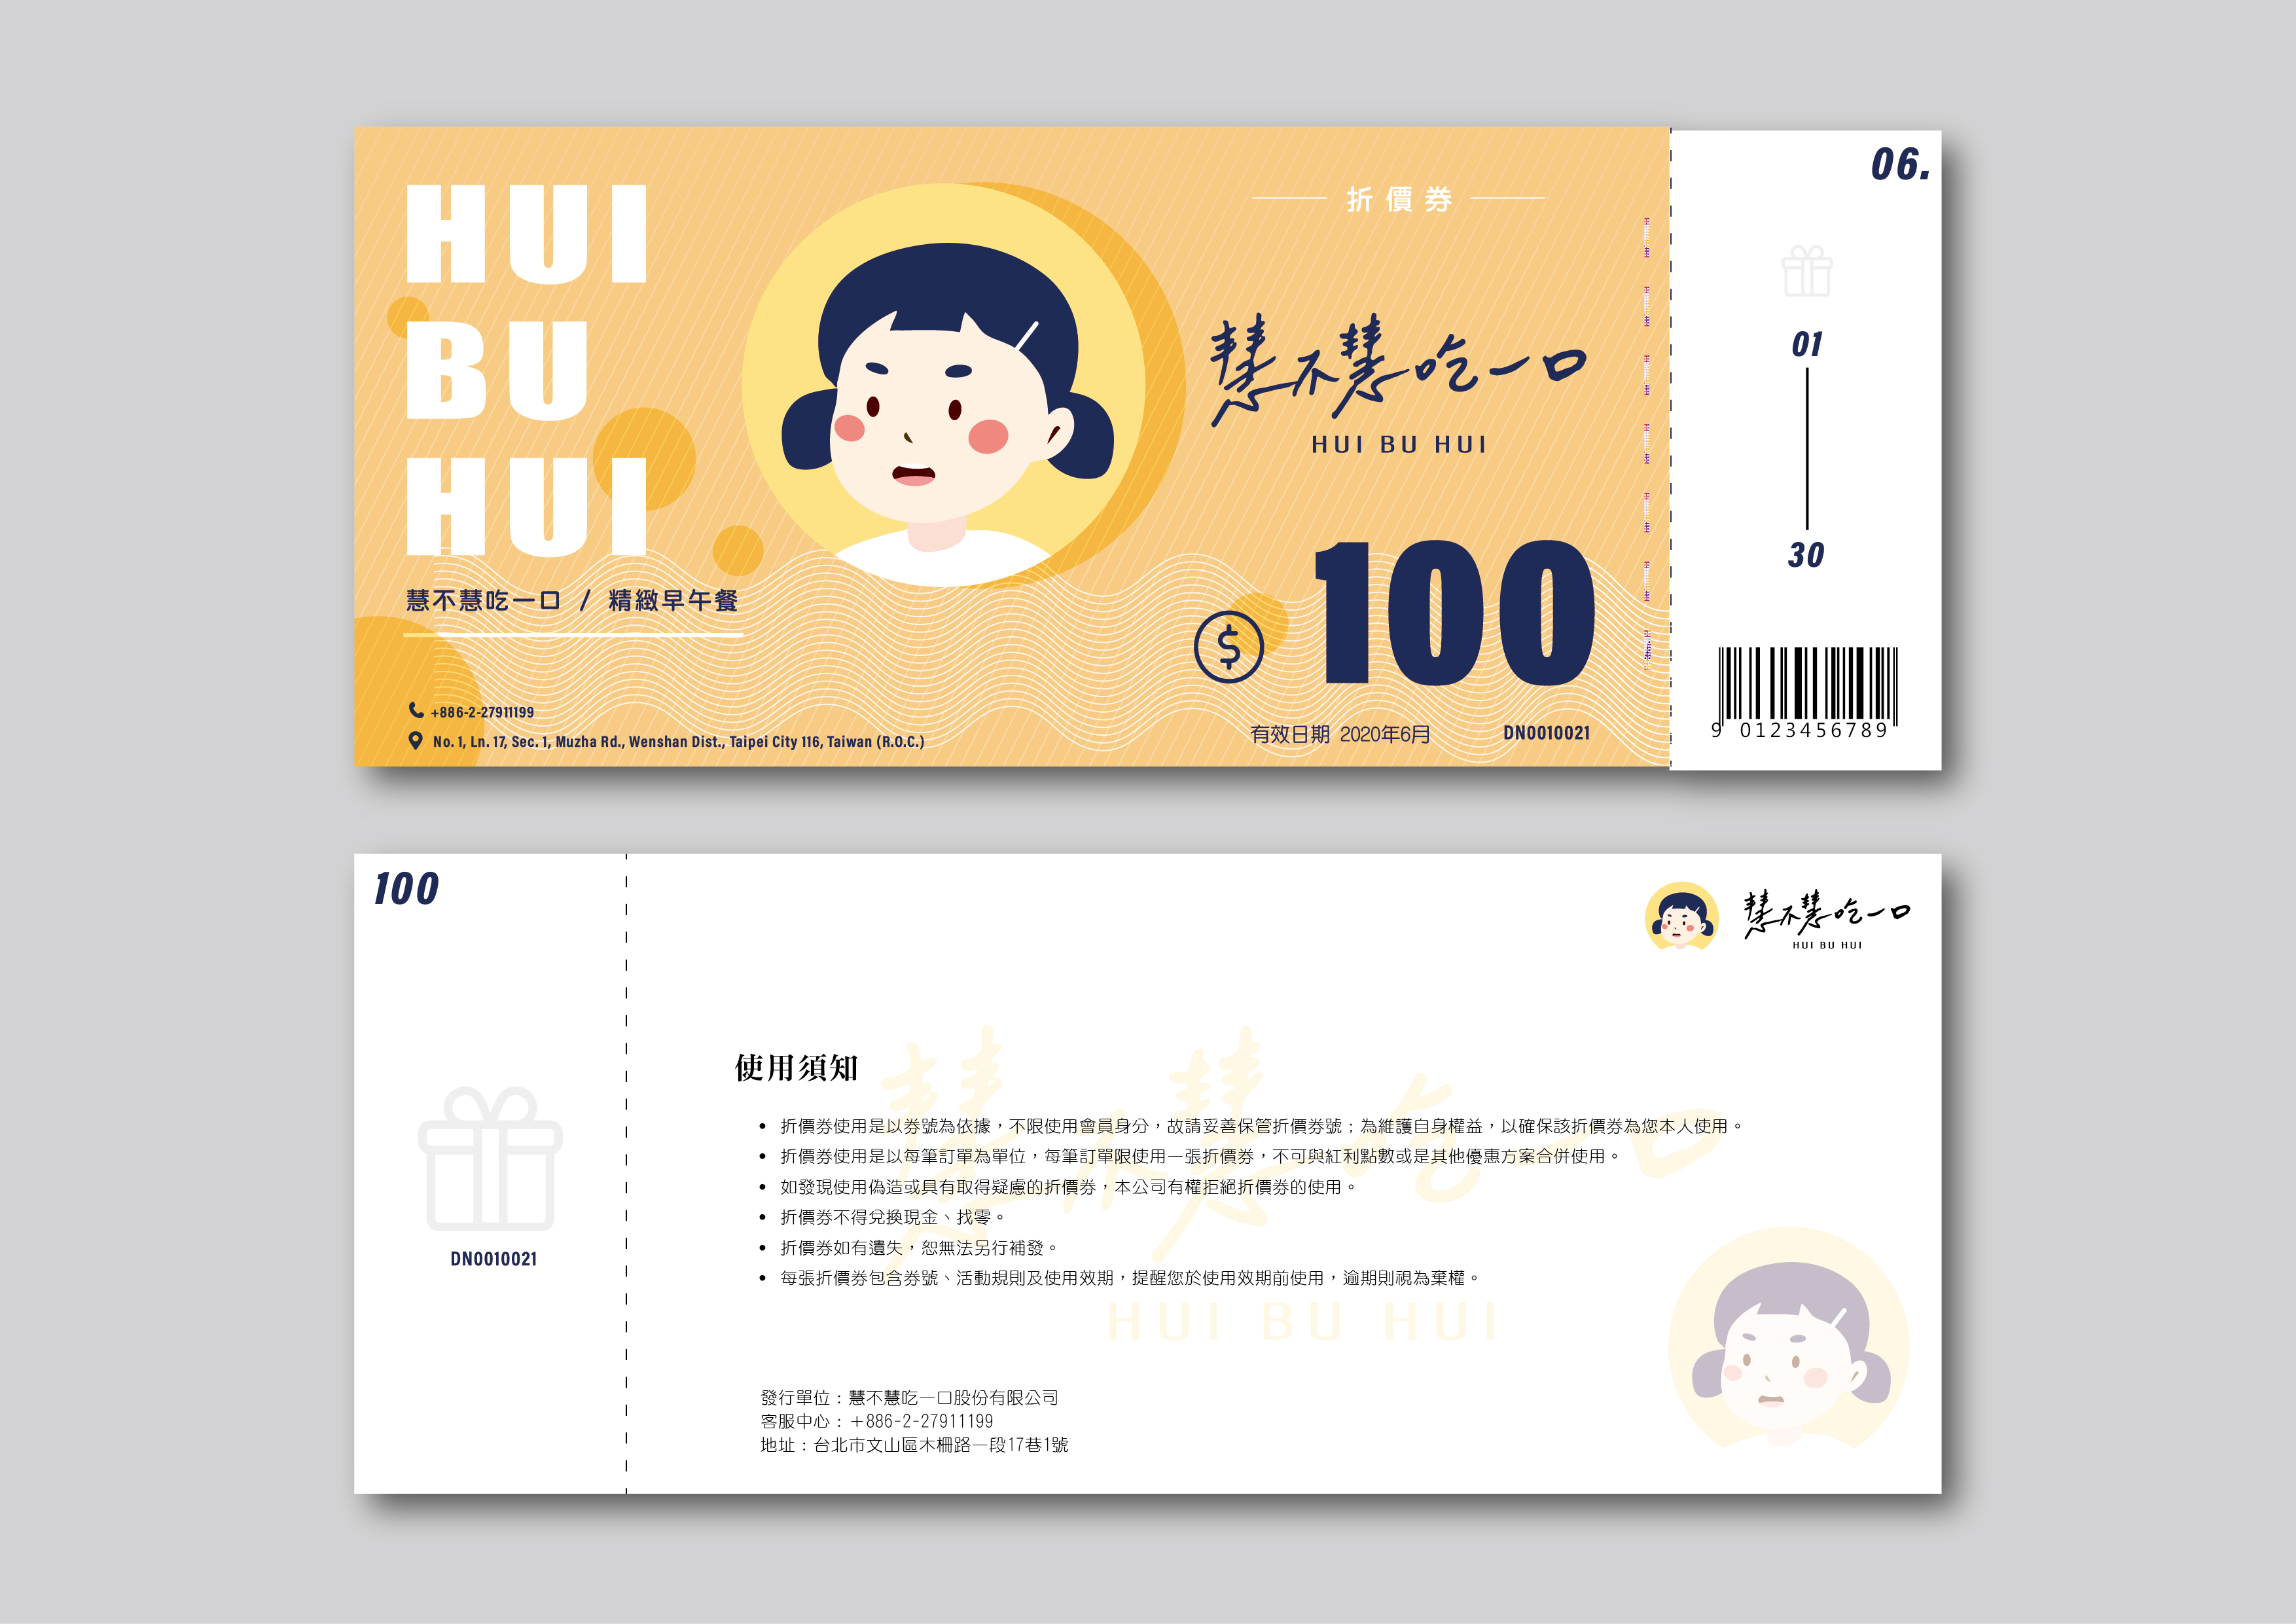 HUI
BU
HUI
慧不慧吃一口 / 精緻早午餐
+886-2-27911199
No. 1, Ln. 17, Sec. 1, Muzha Rd., Wenshan Dist., Taipei City 116, Taiwan (R.O.C.)
折價券
慧不慧吃一口
HUI BU HUI
$ 100
有效日期 2020年6月 DN0010021
06.
01
30
9 0123456789
100
DN0010021
慧不慧吃一口
HUI BU HUI
使用須知
• 折價券使用是以券號為依據，不限使用會員身分，故請妥善保管折價券號；為維護自身權益，以確保該折價券為您本人使用。
• 折價券使用是以每筆訂單為單位，每筆訂單限使用一張折價券，不可與紅利點數或是其他優惠方案合併使用。
• 如發現使用偽造或具有取得疑慮的折價券，本公司有權拒絕折價券的使用。
• 折價券不得兌換現金、找零。
• 折價券如有遺失，恕無法另行補發。
• 每張折價券包含券號、活動規則及使用效期，提醒您於使用效期前使用，逾期則視為棄權。
慧不慧吃一口
HUI BU HUI
發行單位：慧不慧吃一口股份有限公司
客服中心：+886-2-27911199
地址：台北市文山區木柵路一段17巷1號